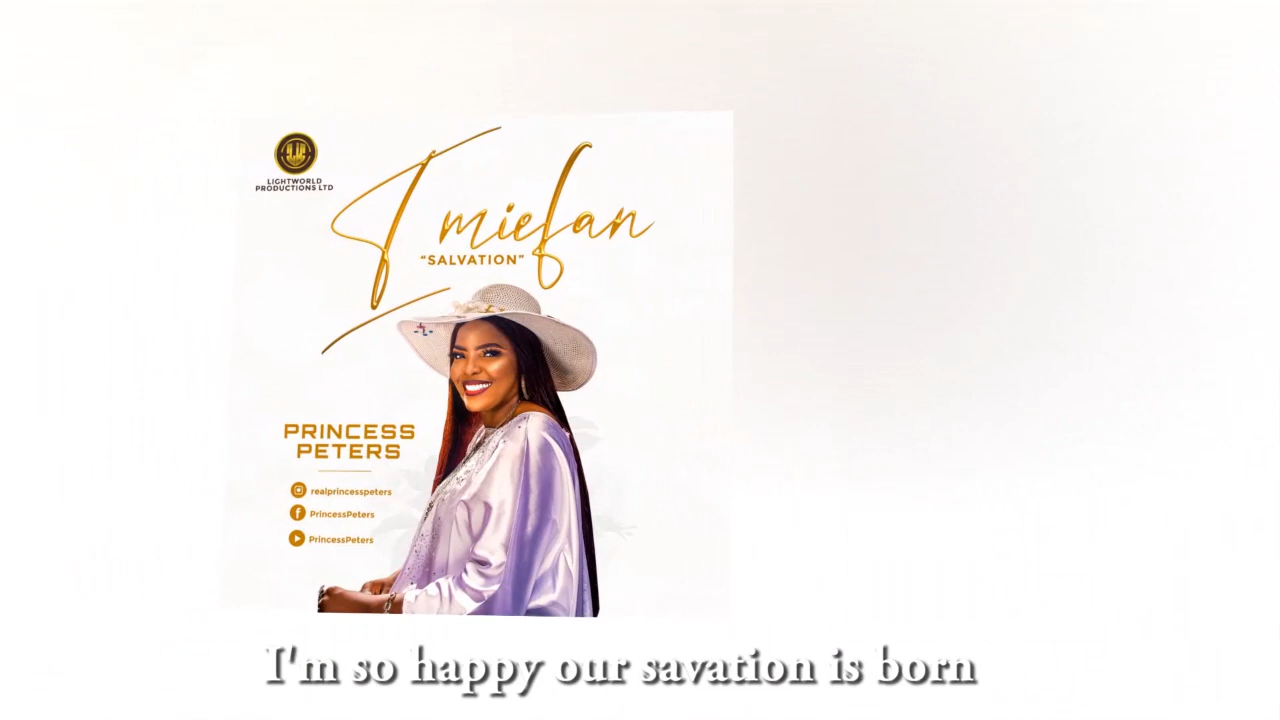 LIGHTWORLD
PRODUCTIONS LTD
Imiefan
"SALVATION"
PRINCESS
PETERS
realprincesspeters
PrincessPeters
PrincessPeters
I'm so happy our savation is born